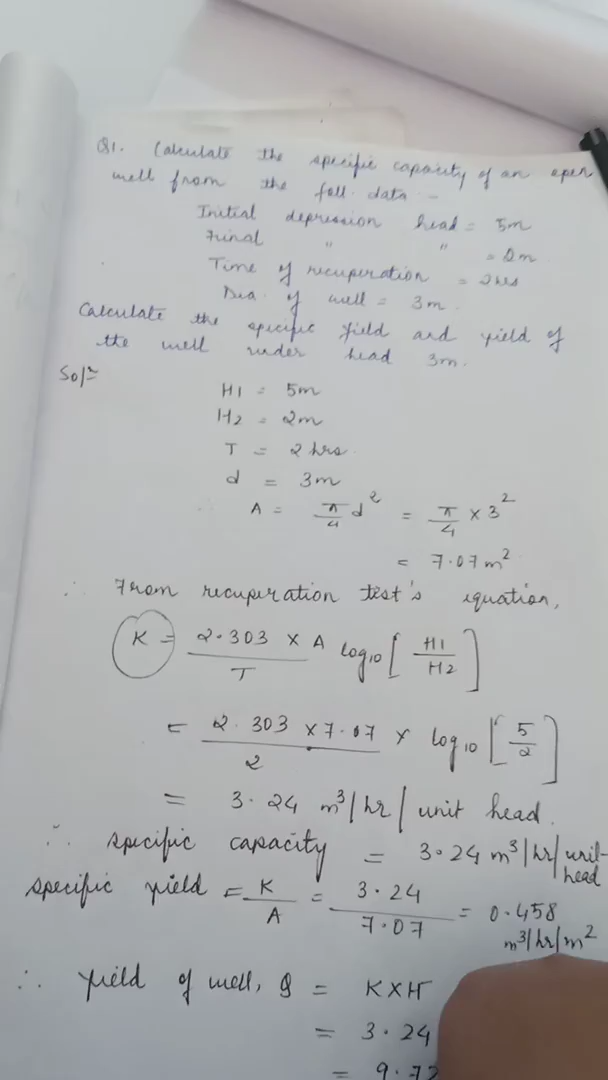 Q1. Calculate the specific capacity of an open
well from the foll. data -
Initial depression head = 5m
Final " " = 2m
Time of recuperation = 2 hrs
Dia. of well = 3m.
Calculate the specific yield and yield of
the well under head 3m.
Sol:
H1 = 5m
H2 = 2m
T = 2 hrs
d = 3m
∴ A = π/4 d² = π/4 × 3²
= 7.07 m²
∴ From recuperation test's equation,
K = 2.303 × A / T log10 [H1/H2]
= 2.303 × 7.07 / 2 × log10 [5/2]
= 3.24 m³/hr/unit head.
∴ specific capacity = 3.24 m³/hr/unit head
specific yield = K/A = 3.24/7.07 = 0.458 m³/hr/m²
∴ Yield of well, Q = K×H
= 3.24
= 9.72